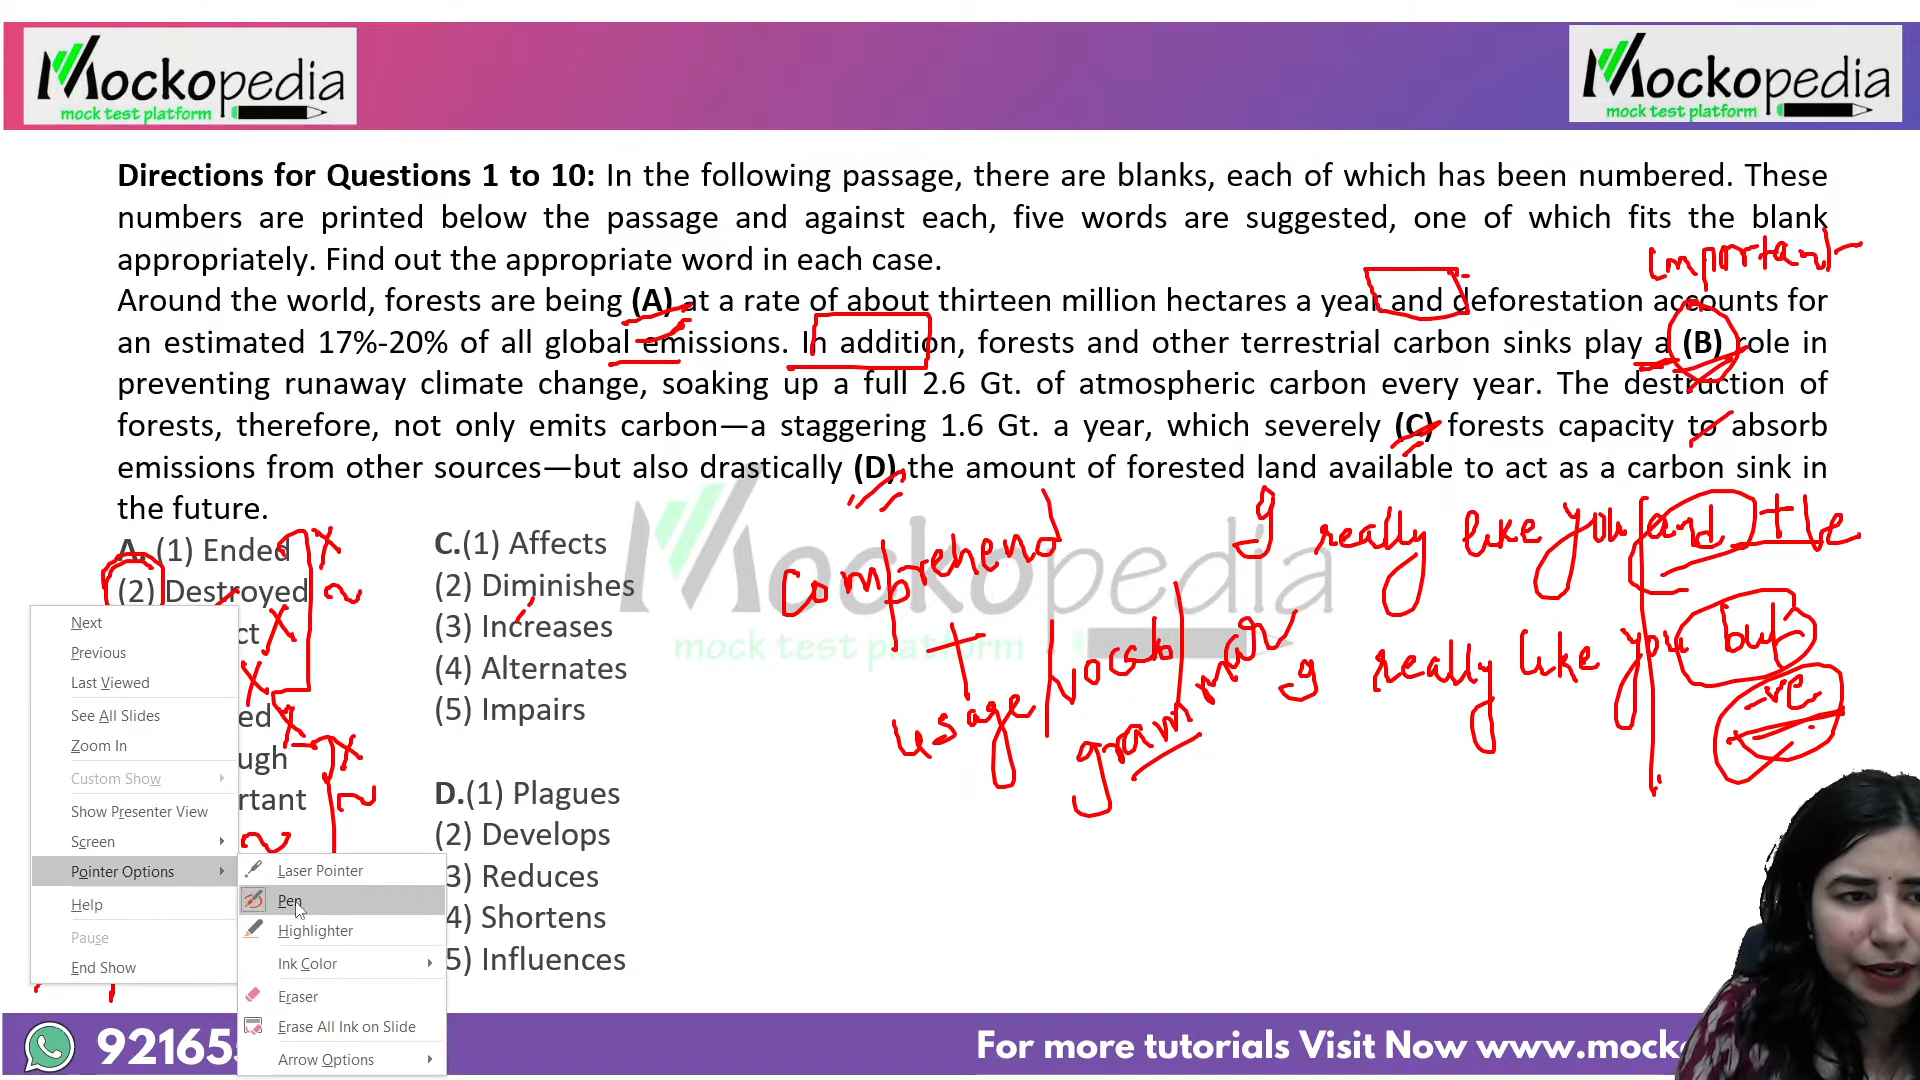 Mockopedia
mock test platform
Mockopedia
mock test platform
Directions for Questions 1 to 10: In the following passage, there are blanks, each of which has been numbered. These
numbers are printed below the passage and against each, five words are suggested, one of which fits the blank
appropriately. Find out the appropriate word in each case.
important
Around the world, forests are being (A) at a rate of about thirteen million hectares a year and deforestation accounts for
an estimated 17%-20% of all global emissions. In addition, forests and other terrestrial carbon sinks play a (B) role in
preventing runaway climate change, soaking up a full 2.6 Gt. of atmospheric carbon every year. The destruction of
forests, therefore, not only emits carbon—a staggering 1.6 Gt. a year, which severely (C) forests capacity to absorb
emissions from other sources—but also drastically (D) the amount of forested land available to act as a carbon sink in
the future.
A. (1) Ended
(2) Destroyed
ct
ed
ugh
rtant
C.(1) Affects
(2) Diminishes
(3) Increases
(4) Alternates
(5) Impairs
D.(1) Plagues
(2) Develops
3) Reduces
4) Shortens
5) Influences
Mockopedia
mock test platform
comprehend
+
usage/vocab
grammar
I really like you and +ve
I really like you but
-ve
Next
Previous
Last Viewed
See All Slides
Zoom In
Custom Show
Show Presenter View
Screen
Pointer Options
Help
Pause
End Show
Laser Pointer
Pen
Highlighter
Ink Color
Eraser
Erase All Ink on Slide
Arrow Options
92165
For more tutorials Visit Now www.mock